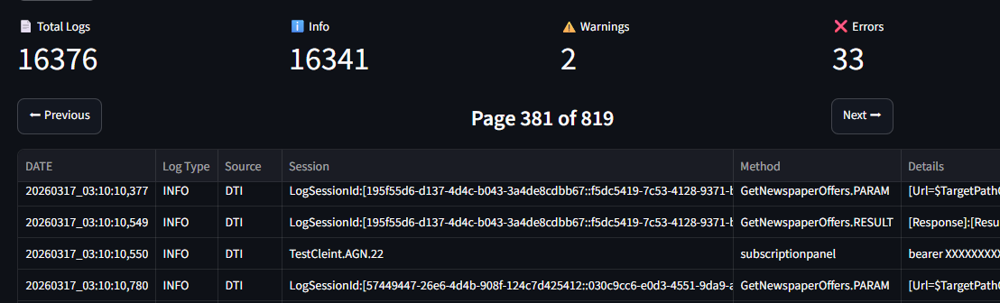 Total Logs Info Warnings Errors
16376 16341 2 33
Previous Page 381 of 819 Next
DATE Log Type Source Session Method Details
20260317_03:10:10,377 INFO DTI LogSessionId:[195f55d6-d137-4d4c-b043-3a4de8cdbb67::f5dc5419-7c53-4128-9371- GetNewspaperOffers.PARAM [Url=$TargetPath
20260317_03:10:10,549 INFO DTI LogSessionId:[195f55d6-d137-4d4c-b043-3a4de8cdbb67::f5dc5419-7c53-4128-9371- GetNewspaperOffers.RESULT [Response]:[Resu
20260317_03:10:10,550 INFO DTI TestCleint.AGN.22 subscriptionpanel bearer XXXXXXXXX
20260317_03:10:10,780 INFO DTI LogSessionId:[57449447-26e6-4d4b-908f-124c7d425412::030c9cc6-e0d3-4551-9da9- GetNewspaperOffers.PARAM [Url=$TargetPath